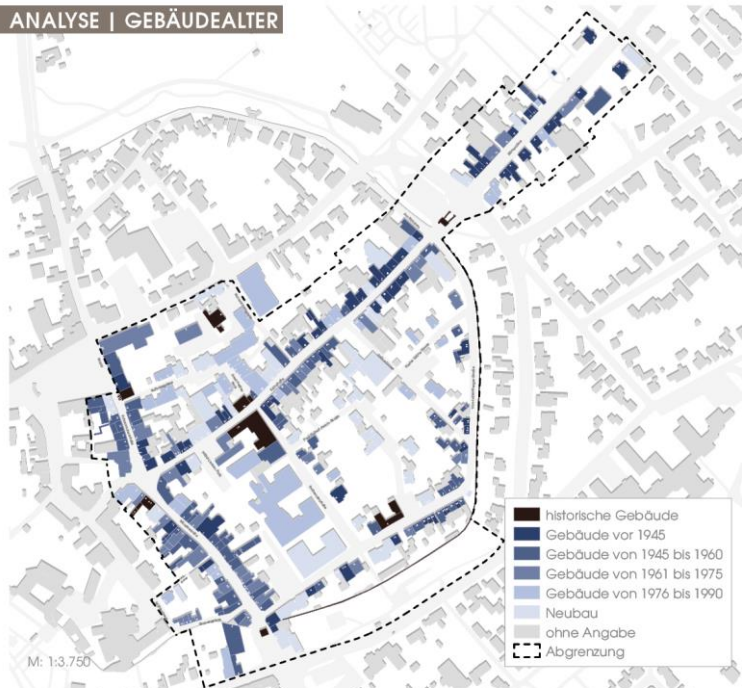 ANALYSE | GEBÄUDEALTER
historische Gebäude
Gebäude vor 1945
Gebäude von 1945 bis 1960
Gebäude von 1961 bis 1975
Gebäude von 1976 bis 1990
Neubau
ohne Angabe
Abgrenzung
M: 1:3.750